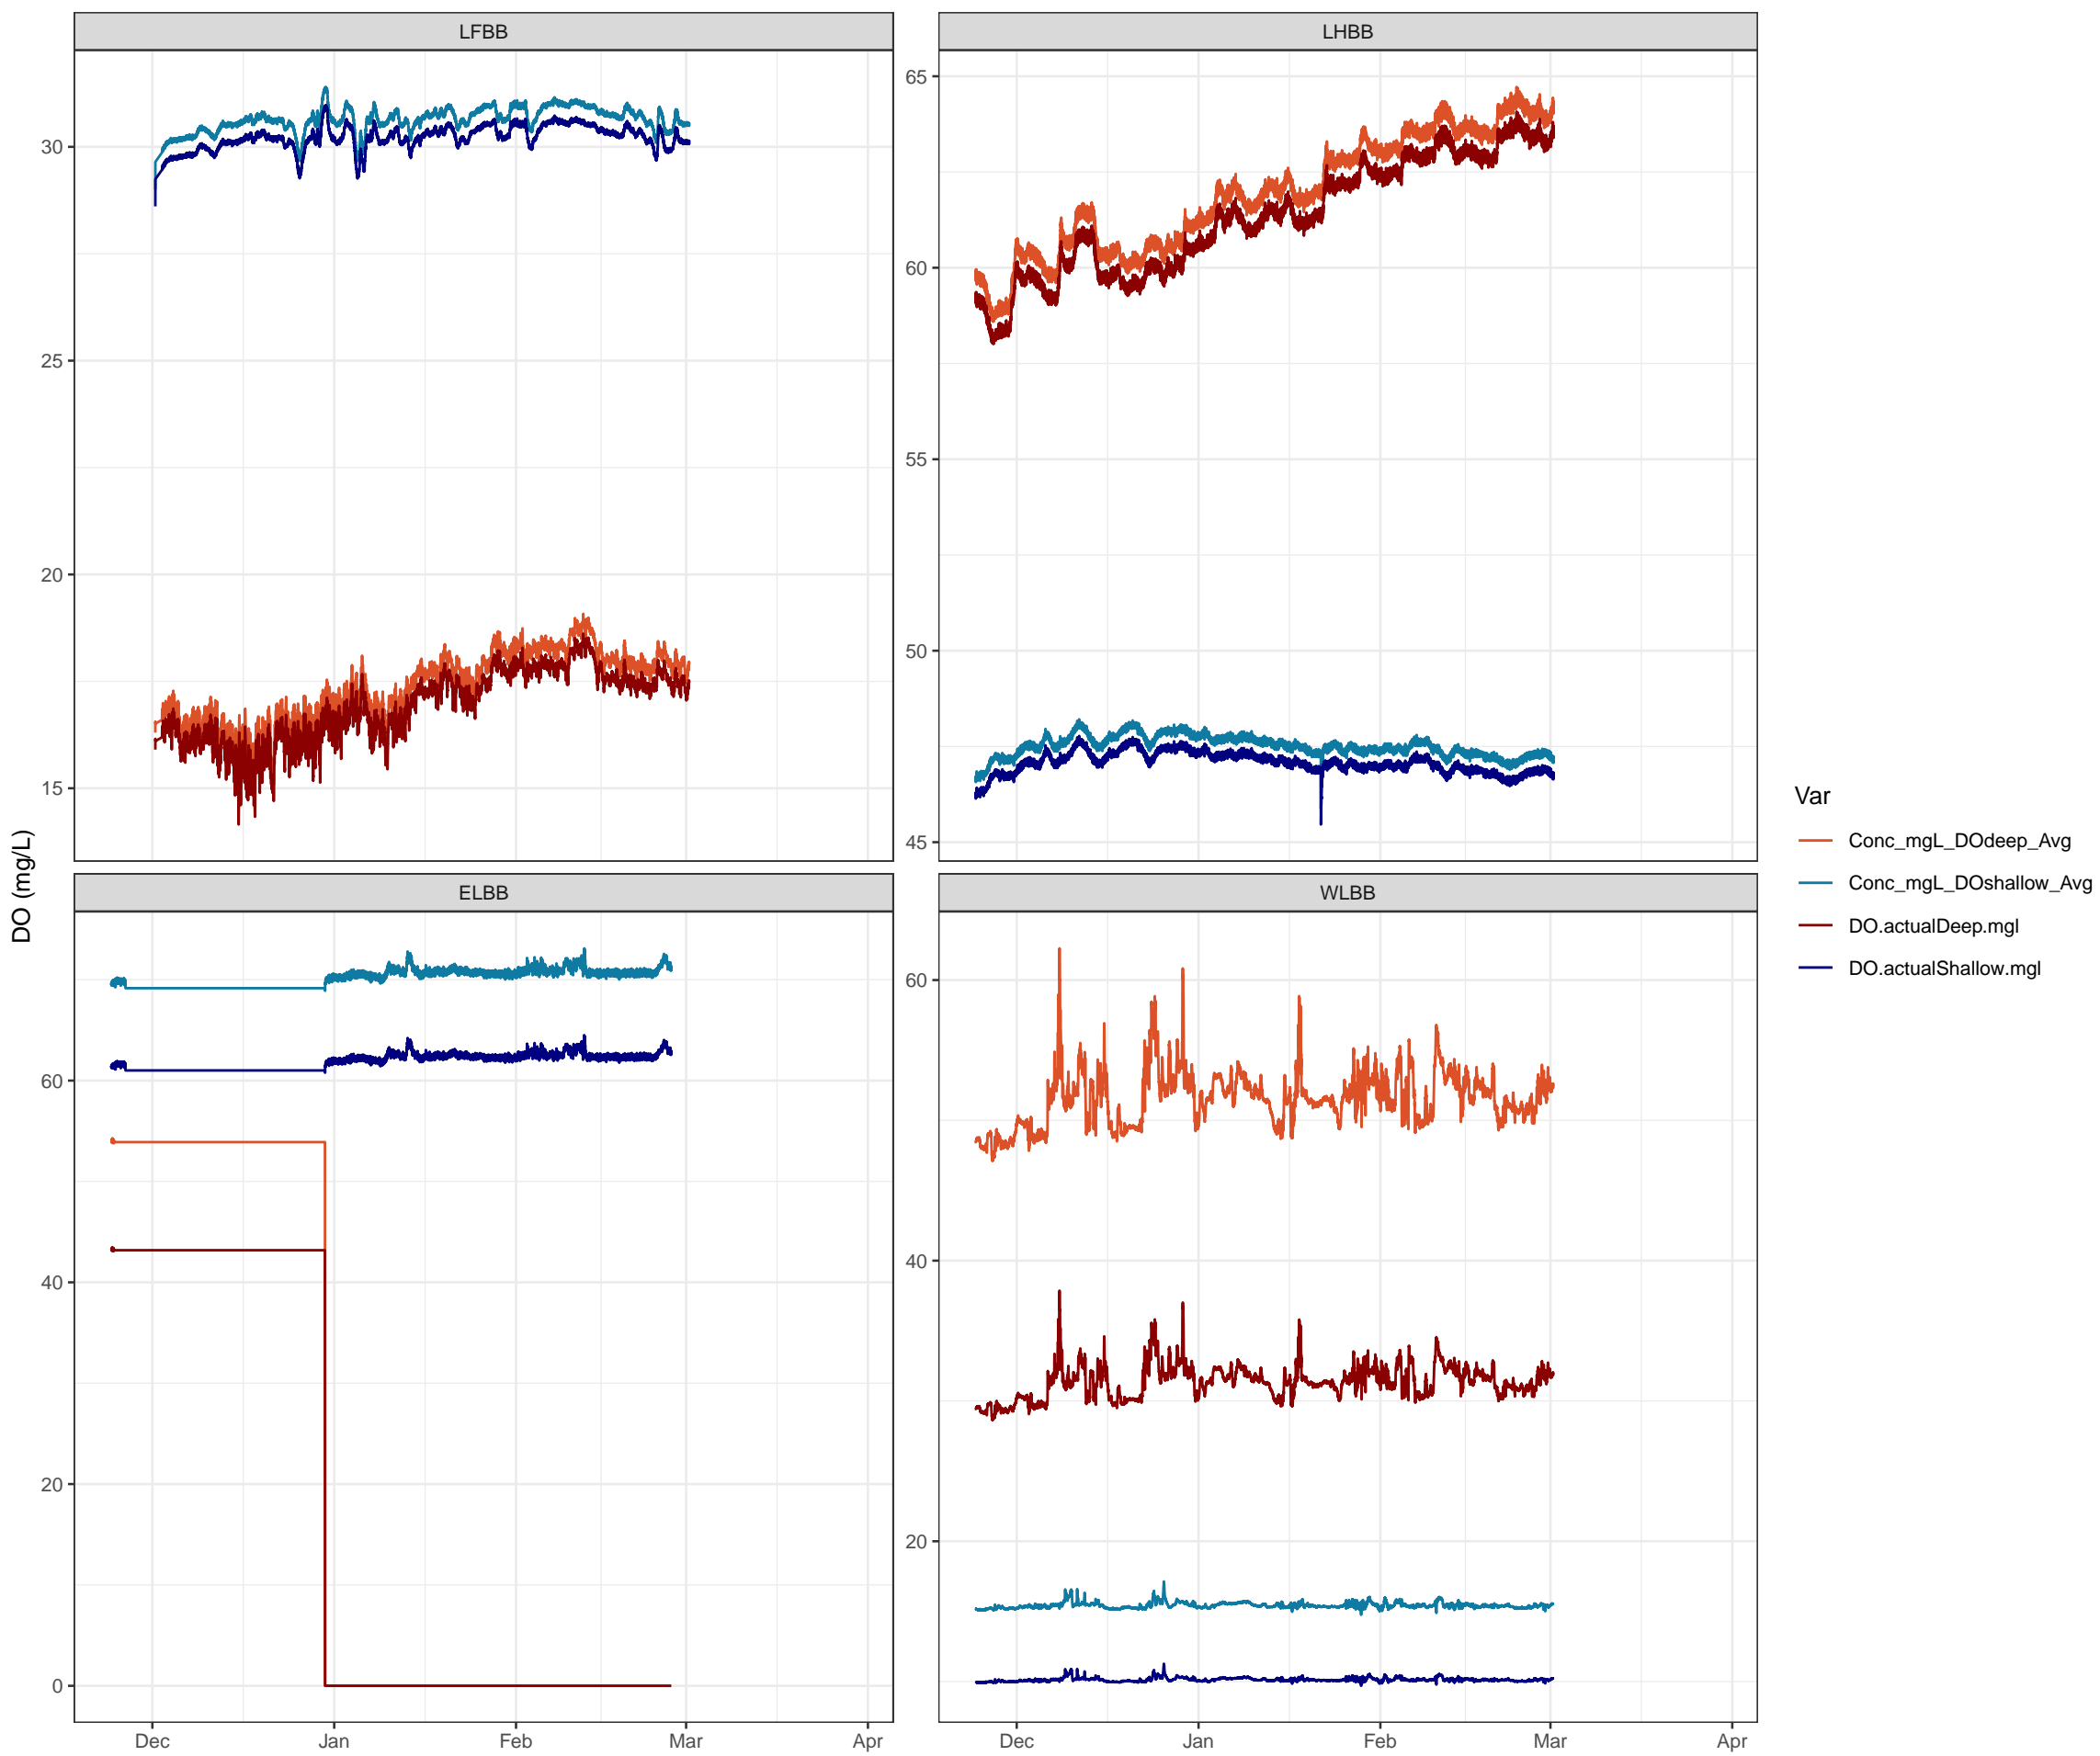 LFBB
LHBB
30
25
20
15
65
60
55
50
45
DO (mg/L)
ELBB
WLBB
60
40
20
0
60
40
20
Dec
Jan
Feb
Mar
Apr
Dec
Jan
Feb
Mar
Apr
Var
Conc_mgL_DOdeep_Avg
Conc_mgL_DOshallow_Avg
DO.actualDeep.mgl
DO.actualShallow.mgl